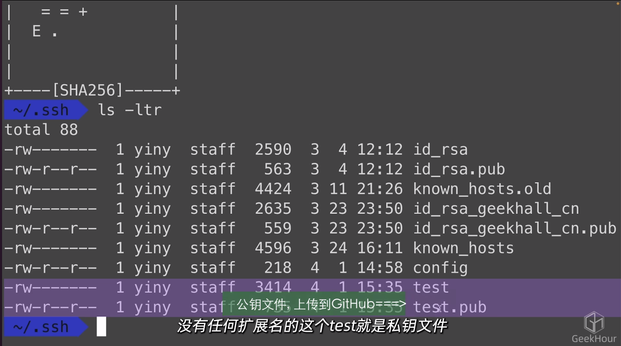 | = = + |
| E . |
| |
| |
+----[SHA256]-----+
~/.ssh ls -ltr
total 88
-rw------- 1 yiny staff 2590 3 4 12:12 id_rsa
-rw-r--r-- 1 yiny staff 563 3 4 12:12 id_rsa.pub
-rw------- 1 yiny staff 4424 3 11 21:26 known_hosts.old
-rw------- 1 yiny staff 2635 3 23 23:50 id_rsa_geekhall_cn
-rw-r--r-- 1 yiny staff 559 3 23 23:50 id_rsa_geekhall_cn.pub
-rw------- 1 yiny staff 4596 3 24 16:11 known_hosts
-rw-r--r-- 1 yiny staff 218 4 1 14:58 config
-rw------- 1 yiny staff 3414 4 1 15:35 test
-rw-r--r-- 1 yiny staff 4 1 15:35 test.pub
公钥文件, 上传到GitHub===>
~/.ssh
没有任何扩展名的这个test就是私钥文件
GeekHour